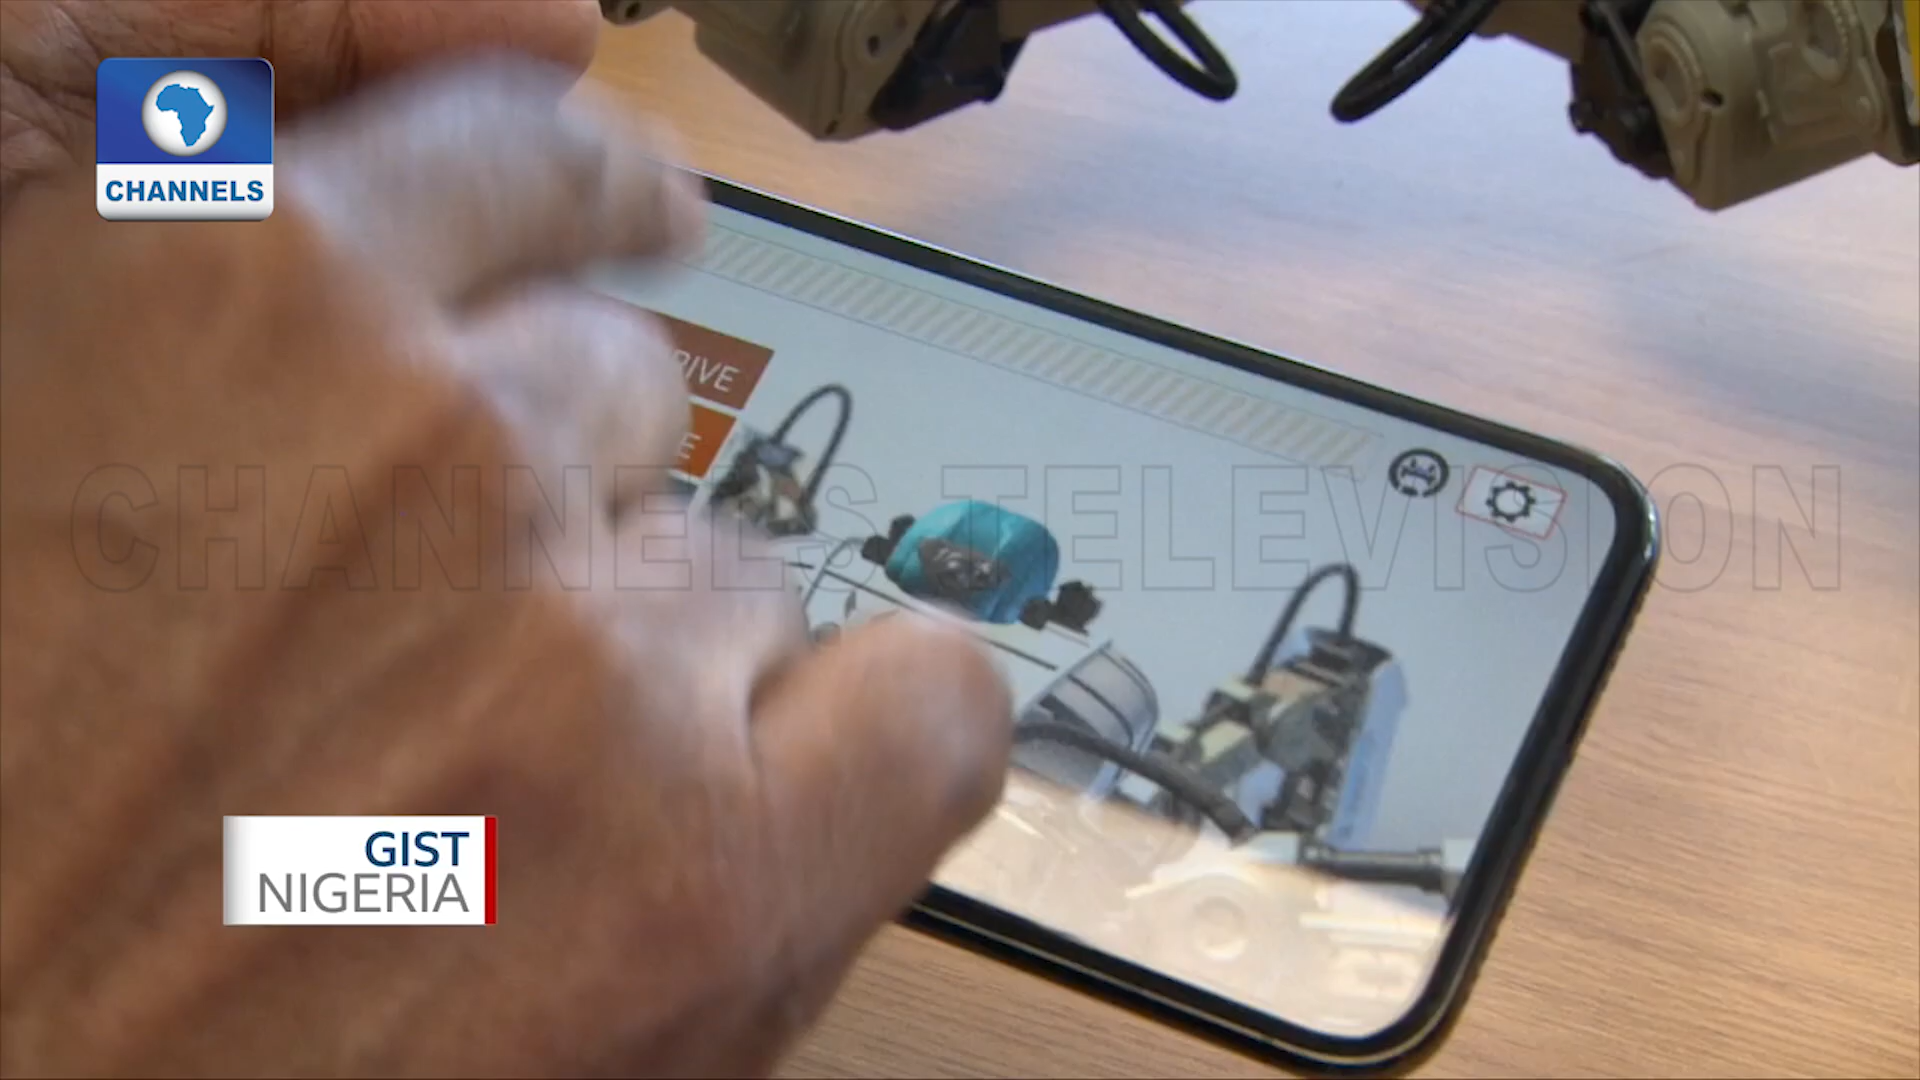 CHANNELS
RIVE
E
CHANNELS TELEVISION
GIST
NIGERIA